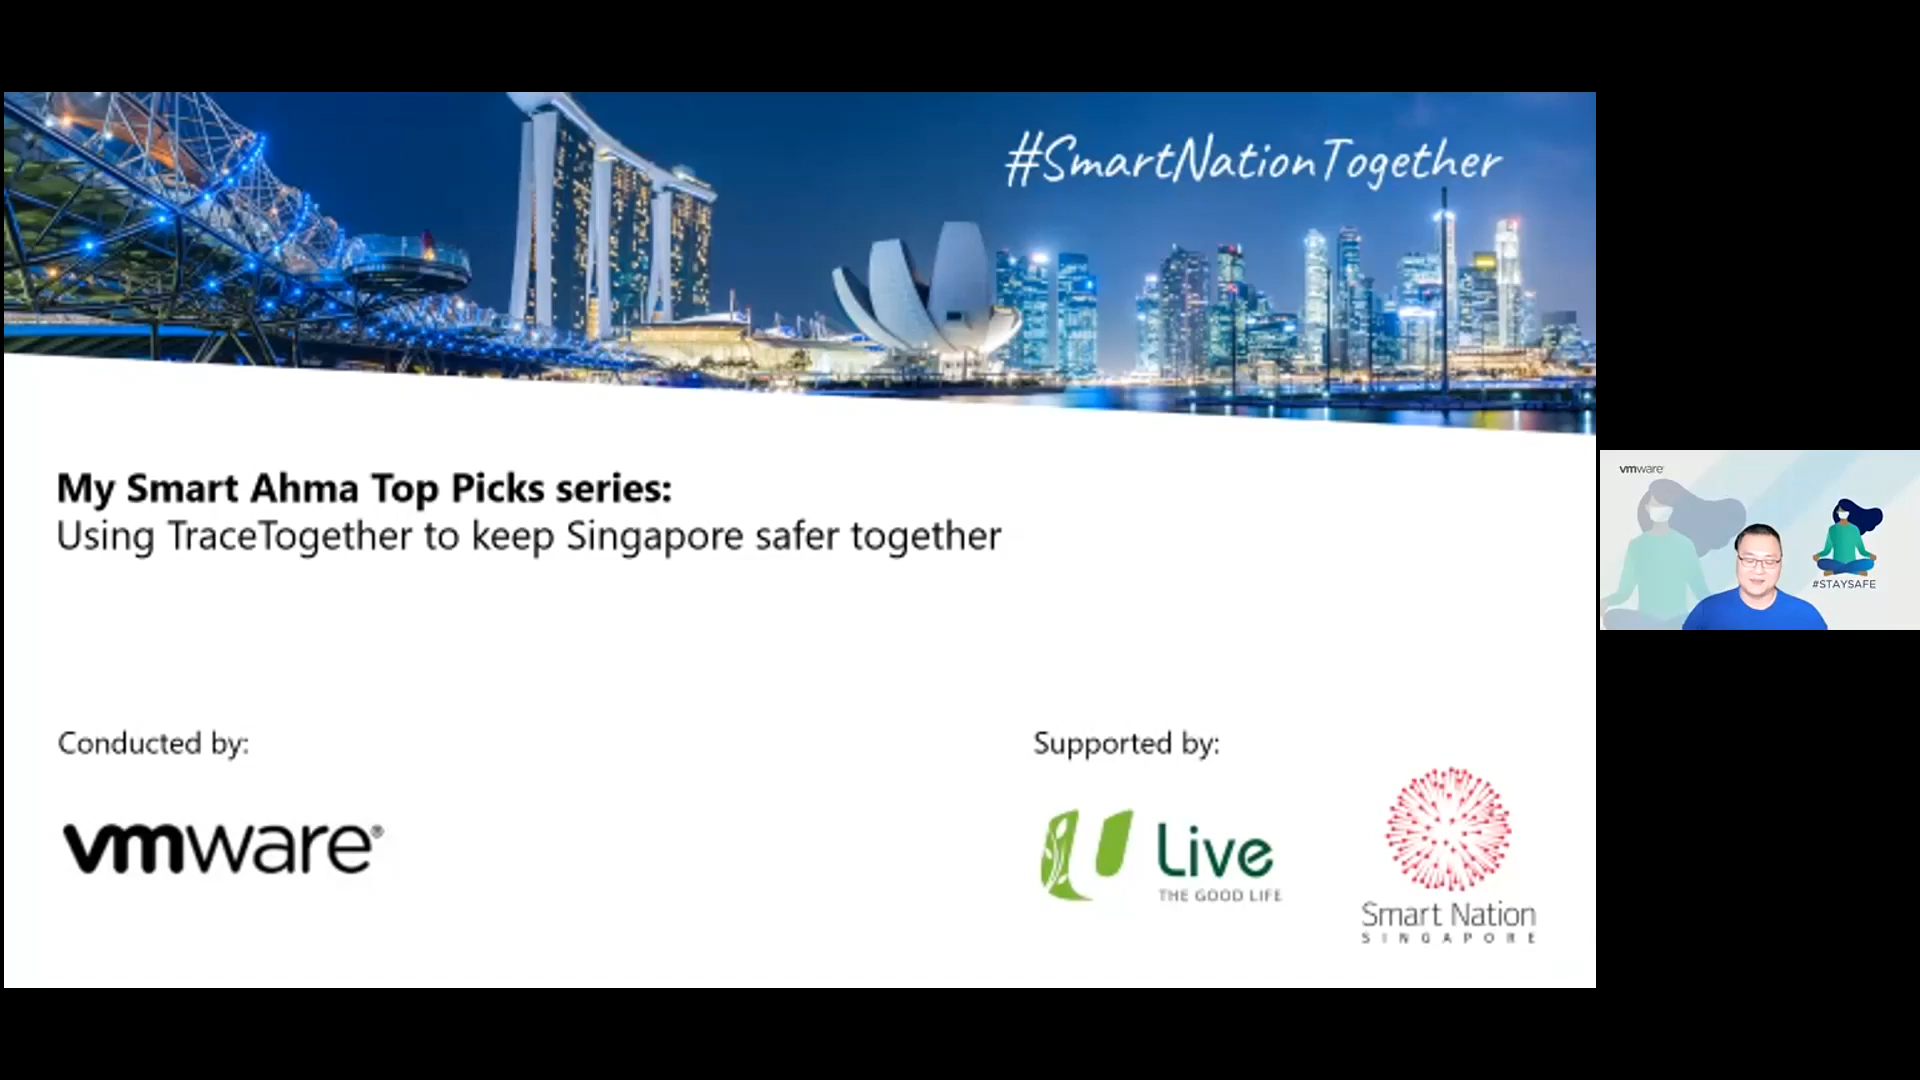 #SmartNationTogether
My Smart Ahma Top Picks series:
Using TraceTogether to keep Singapore safer together
Conducted by:
vmware®
Supported by:
U Live
THE GOOD LIFE
Smart Nation
SINGAPORE
vmware
#STAYSAFE